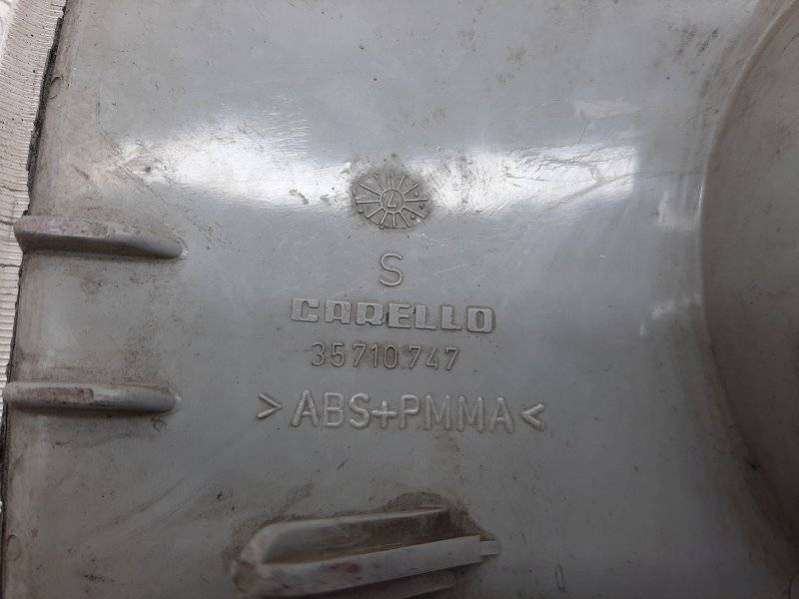 S
CARELLO
35710747
>ABS+PMMA<